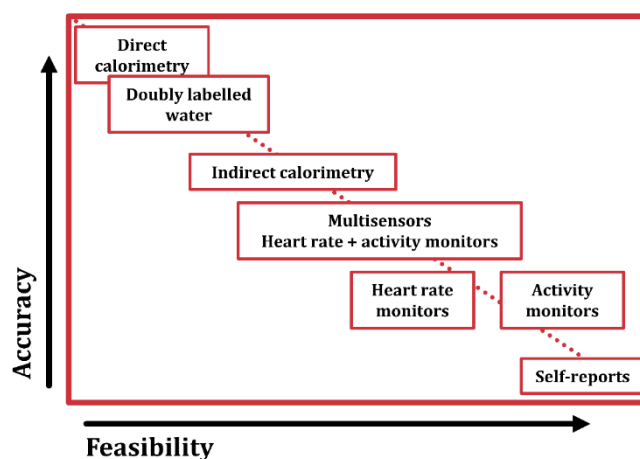 Direct
calorimetry
Doubly labelled
water
Indirect calorimetry
Multisensors
Heart rate + activity monitors
Heart rate
monitors
Activity
monitors
Self-reports
Accuracy
Feasibility